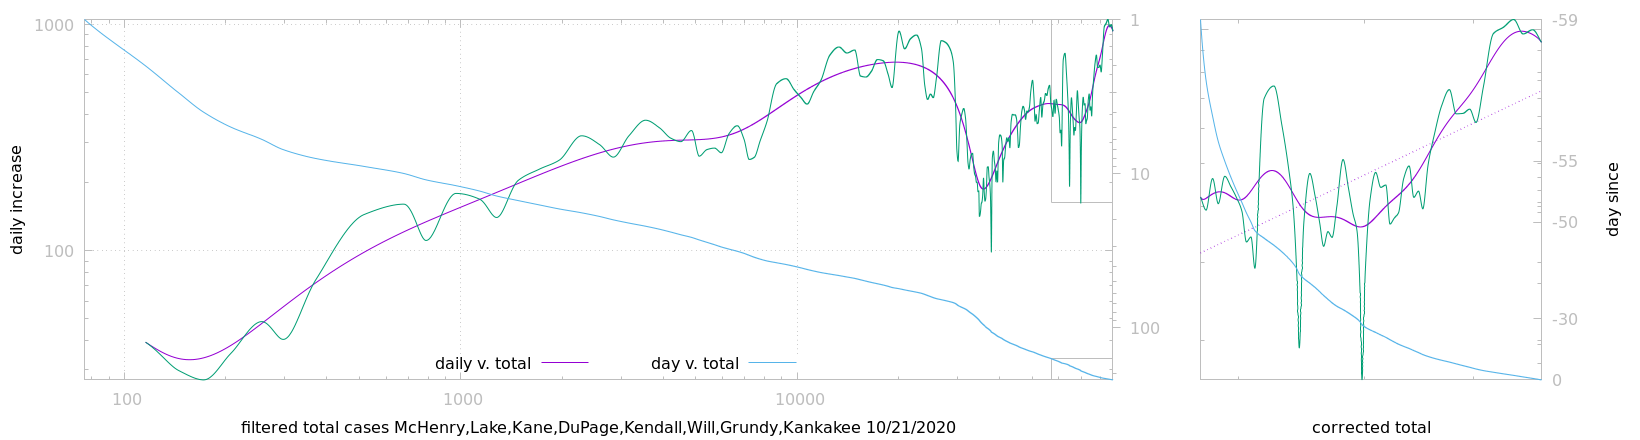 1000
100
daily increase
1
10
100
daily v. total
day v. total
100
1000
10000
filtered total cases McHenry,Lake,Kane,DuPage,Kendall,Will,Grundy,Kankakee 10/21/2020
-59
-55
-50
-30
0
day since
corrected total